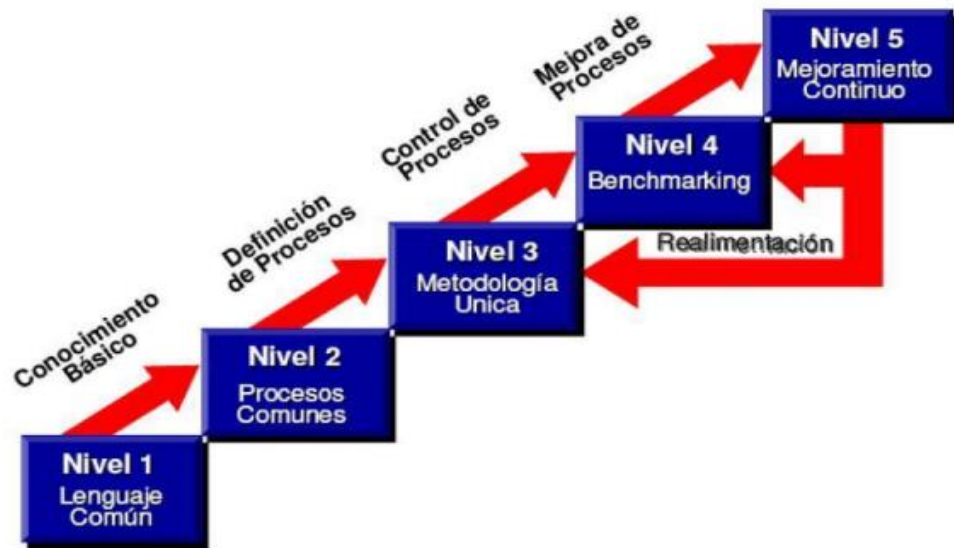 Nivel 5
Mejoramiento
Continuo
Mejora de
Procesos
Nivel 4
Benchmarking
Control de
Procesos
Realimentación
Nivel 3
Metodología
Unica
Definición
de Procesos
Nivel 2
Procesos
Comunes
Conocimiento
Básico
Nivel 1
Lenguaje
Común